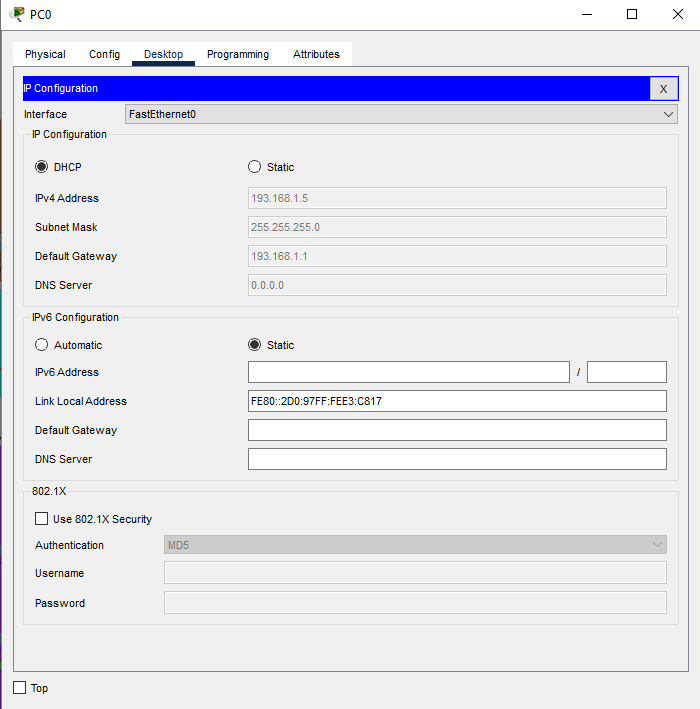 PC0
Physical Config Desktop Programming Attributes
IP Configuration X
Interface FastEthernet0
IP Configuration
DHCP Static
IPv4 Address 193.168.1.5
Subnet Mask 255.255.255.0
Default Gateway 193.168.1.1
DNS Server 0.0.0.0
IPv6 Configuration
Automatic Static
IPv6 Address /
Link Local Address FE80::2D0:97FF:FEE3:C817
Default Gateway
DNS Server
802.1X
Use 802.1X Security
Authentication MD5
Username
Password
Top